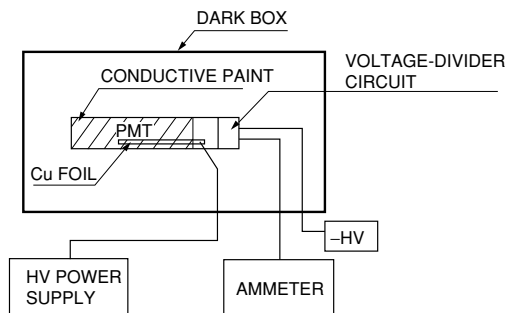 DARK BOX
CONDUCTIVE PAINT
VOLTAGE-DIVIDER
CIRCUIT
PMT
Cu FOIL
–HV
HV POWER
SUPPLY
AMMETER